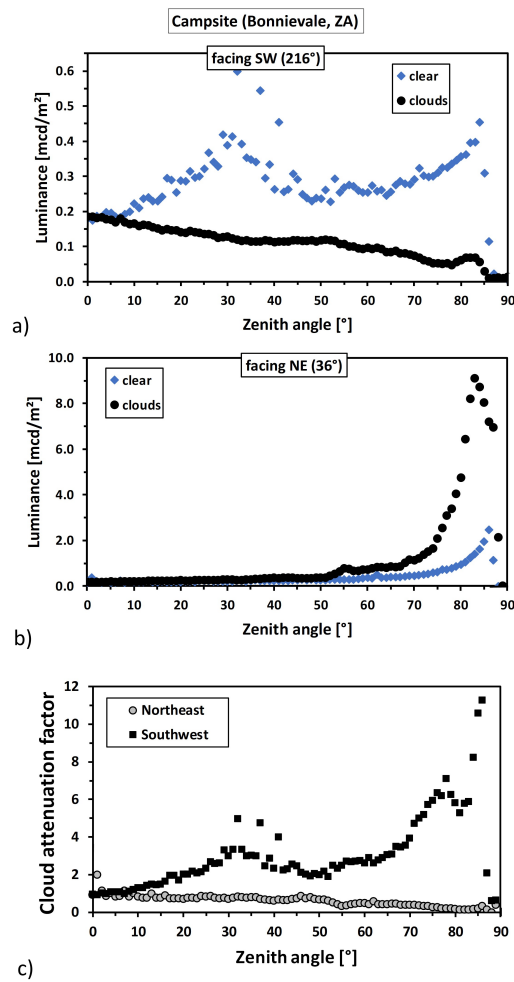 Campsite (Bonnievale, ZA)
facing SW (216°)
clear
clouds
Luminance [mcd/m²]
0.6
0.5
0.4
0.3
0.2
0.1
0.0
0 10 20 30 40 50 60 70 80 90
Zenith angle [°]
a)
facing NE (36°)
clear
clouds
Luminance [mcd/m²]
10.0
8.0
6.0
4.0
2.0
0.0
0 10 20 30 40 50 60 70 80 90
Zenith angle [°]
b)
Northeast
Southwest
Cloud attenuation factor
12
10
8
6
4
2
0
0 10 20 30 40 50 60 70 80 90
Zenith angle [°]
c)